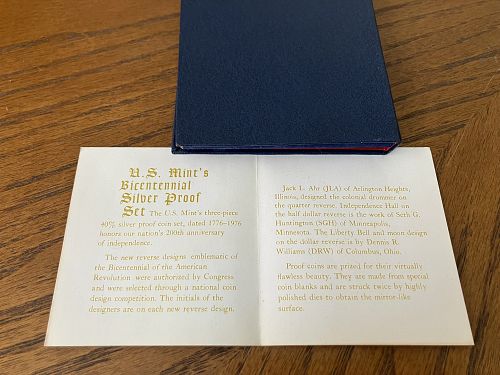 U.S. Mint's
Bicentennial
Silver Proof
Set The U.S. Mint's three-piece
40% silver proof coin set, dated 1776-1976
honors our nation's 200th anniversary
of independence.
The new reverse designs emblematic of
the Bicentennial of the American
Revolution were authorized by Congress
and were selected through a national coin
design competition. The initials of the
designers are on each new reverse design.
Jack L. Ahr (JLA) of Arlington Heights,
Illinois, designed the colonial drummer on
the quarter reverse. Independence Hall on
the half dollar reverse is the work of Seth G.
Huntington (SGH) of Minneapolis,
Minnesota. The Liberty Bell and moon design
on the dollar reverse is by Dennis R.
Williams (DRW) of Columbus, Ohio.
Proof coins are prized for their virtually
flawless beauty. They are made from special
coin blanks and are struck twice by highly
polished dies to obtain the mirror-like
surface.